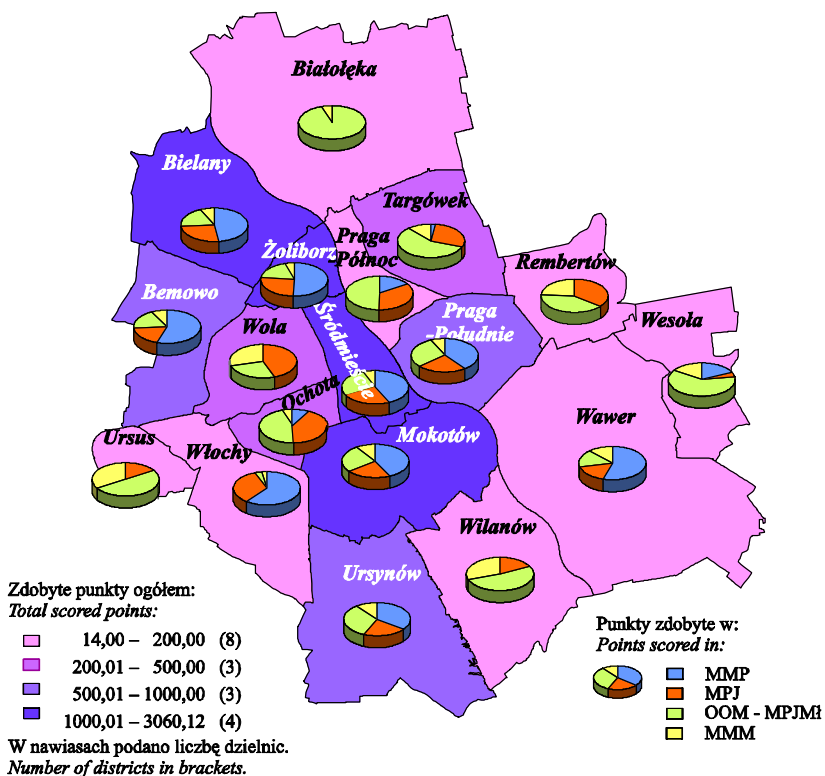 Białołęka
Bielany
Targówek
Praga
-Północ
Żoliborz
Rembertów
Bemowo
Praga
-Południe
Wesoła
Wola
Śródmieście
Ochota
Wawer
Mokotów
Ursus
Włochy
Wilanów
Ursynów
Zdobyte punkty ogółem:
Total scored points:
14,00 – 200,00 (8)
200,01 – 500,00 (3)
500,01 – 1000,00 (3)
1000,01 – 3060,12 (4)
W nawiasach podano liczbę dzielnic.
Number of districts in brackets.
Punkty zdobyte w:
Points scored in:
MMP
MPJ
OOM - MPJMł
MMM